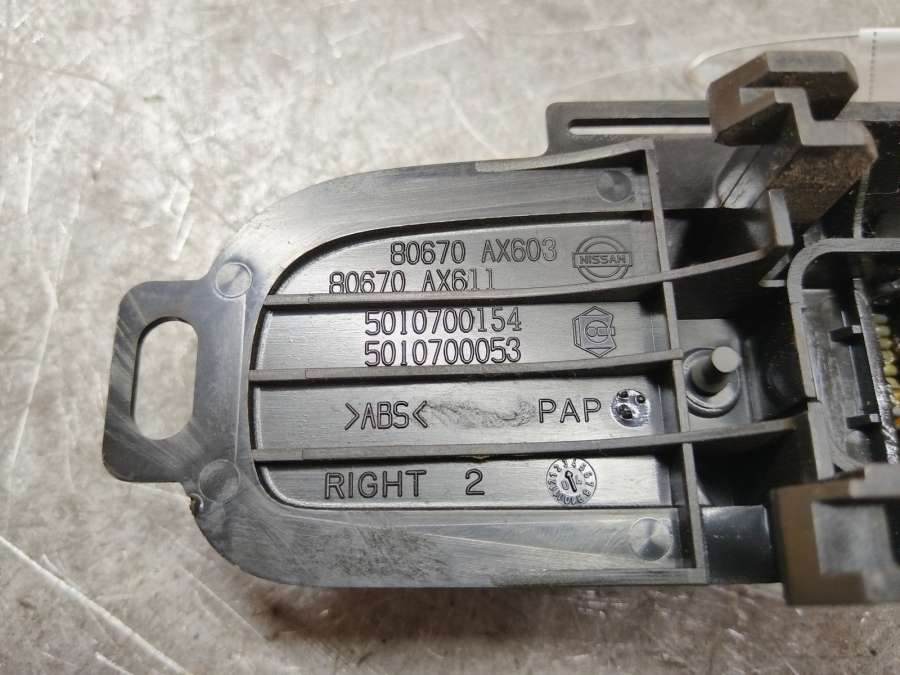 80670 AX603
NISSAN
80670 AX611
5010700154
5010700053
>ABS< PAP
RIGHT 2